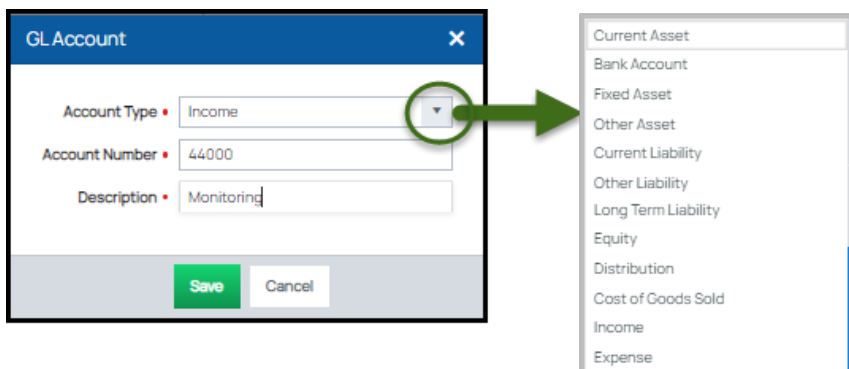 GL Account
Account Type • Income
Account Number • 44000
Description • Monitoring
Save Cancel
Current Asset
Bank Account
Fixed Asset
Other Asset
Current Liability
Other Liability
Long Term Liability
Equity
Distribution
Cost of Goods Sold
Income
Expense